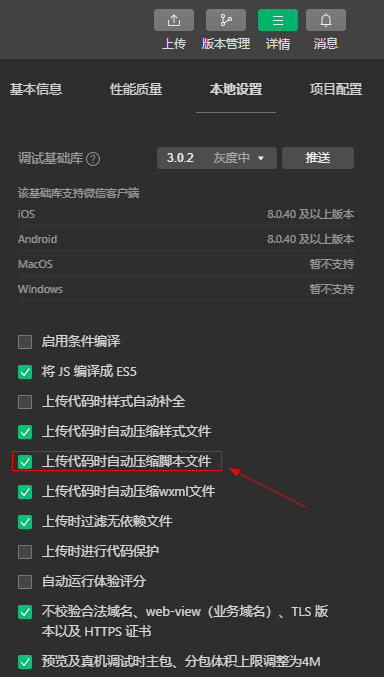 上传 版本管理 详情 消息
基本信息 性能质量 本地设置 项目配置
调试基础库 ? 3.0.2 灰度中 推送
该基础库支持微信客户端
iOS 8.0.40 及以上版本
Android 8.0.40 及以上版本
MacOS 暂不支持
Windows 暂不支持
启用条件编译
将 JS 编译成 ES5
上传代码时样式自动补全
上传代码时自动压缩样式文件
上传代码时自动压缩脚本文件
上传代码时自动压缩wxml文件
上传时过滤无依赖文件
上传时进行代码保护
自动运行体验评分
不校验合法域名、web-view（业务域名）、TLS 版
本以及 HTTPS 证书
预览及真机调试时主包、分包体积上限调整为4M